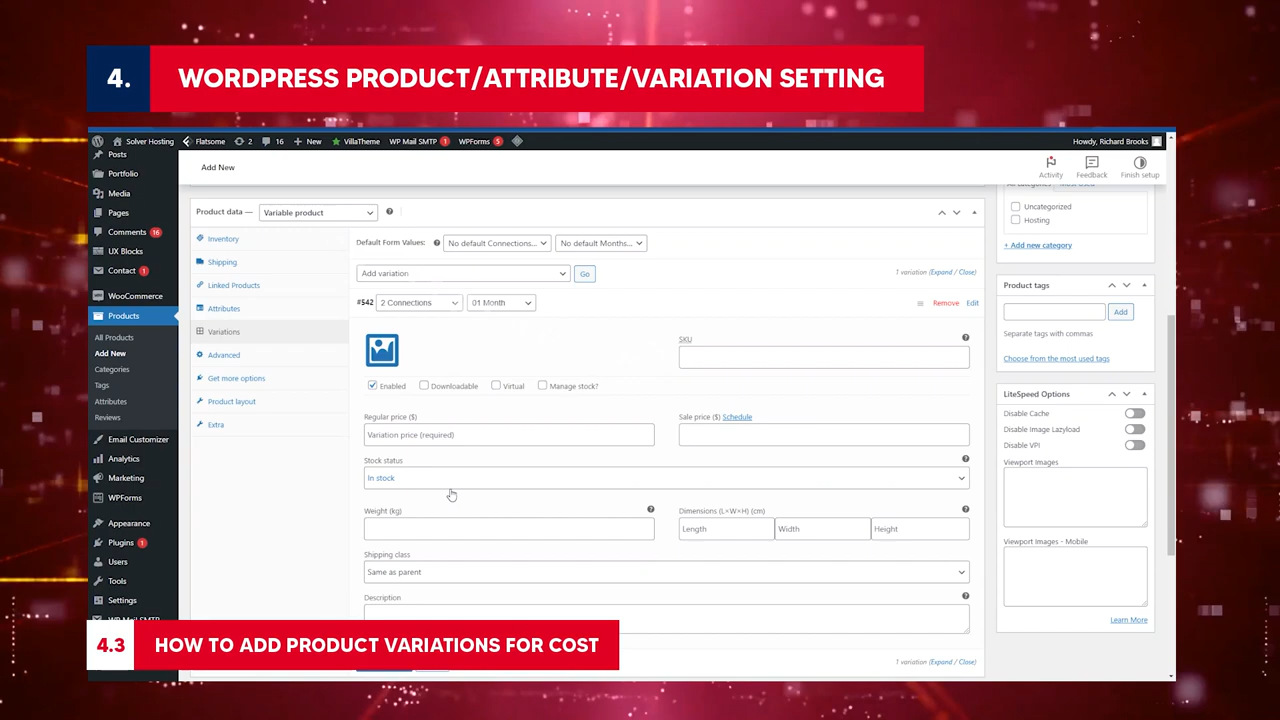 4.
WORDPRESS PRODUCT/ATTRIBUTE/VARIATION SETTING
Solver Hosting
Flatsome
2
16
New
VillaTheme
WP Mail SMTP 1
WPForms 5
Howdy, Richard Brooks
Posts
Portfolio
Media
Pages
Comments 16
UX Blocks
Contact 1
WooCommerce
Products
All Products
Add New
Categories
Tags
Attributes
Reviews
Email Customizer
Analytics
Marketing
WPForms
Appearance
Plugins 1
Users
Tools
Settings
WP Mail SMTP
Add New
Activity
Feedback
Finish setup
Product data —
Variable product
Inventory
Shipping
Linked Products
Attributes
Variations
Advanced
Get more options
Product layout
Extra
Default Form Values:
No default Connections...
No default Months...
Add variation
Go
1 variation (Expand / Close)
#542
2 Connections
01 Month
Remove
Edit
SKU
Enabled
Downloadable
Virtual
Manage stock?
Regular price ($)
Sale price ($) Schedule
Variation price (required)
Stock status
In stock
Weight (kg)
Dimensions (L×W×H) (cm)
Length
Width
Height
Shipping class
Same as parent
Description
1 variation (Expand / Close)
All categories
Most Used
Uncategorized
Hosting
+ Add new category
Product tags
Add
Separate tags with commas
Choose from the most used tags
LiteSpeed Options
Disable Cache
Disable Image Lazyload
Disable VPI
Viewport Images
Viewport Images - Mobile
Learn More
4.3
HOW TO ADD PRODUCT VARIATIONS FOR COST